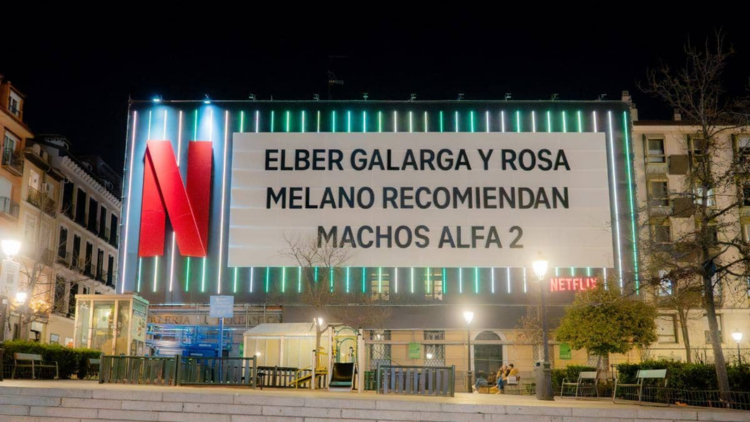 N
ELBER GALARGA Y ROSA
MELANO RECOMIENDAN
MACHOS ALFA 2
NETFLIX